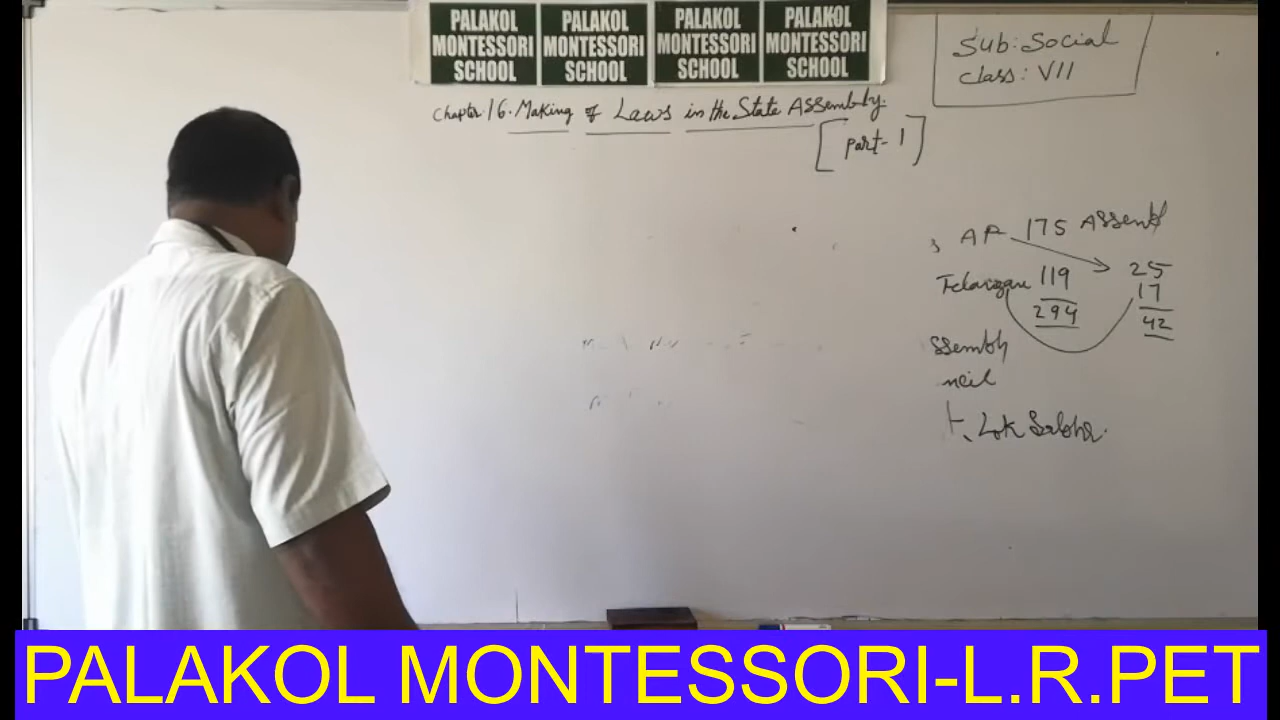 PALAKOL MONTESSORI SCHOOL
PALAKOL MONTESSORI SCHOOL
PALAKOL MONTESSORI SCHOOL
PALAKOL MONTESSORI SCHOOL
Sub: Social
Class: VII
Chapter.16. Making of Laws in the State Assembly.
[Part-1]
AP 175 Assembl
25
119
17
294
42
ssembly
ncil
t, Lok Sabha.
PALAKOL MONTESSORI-L.R.PET